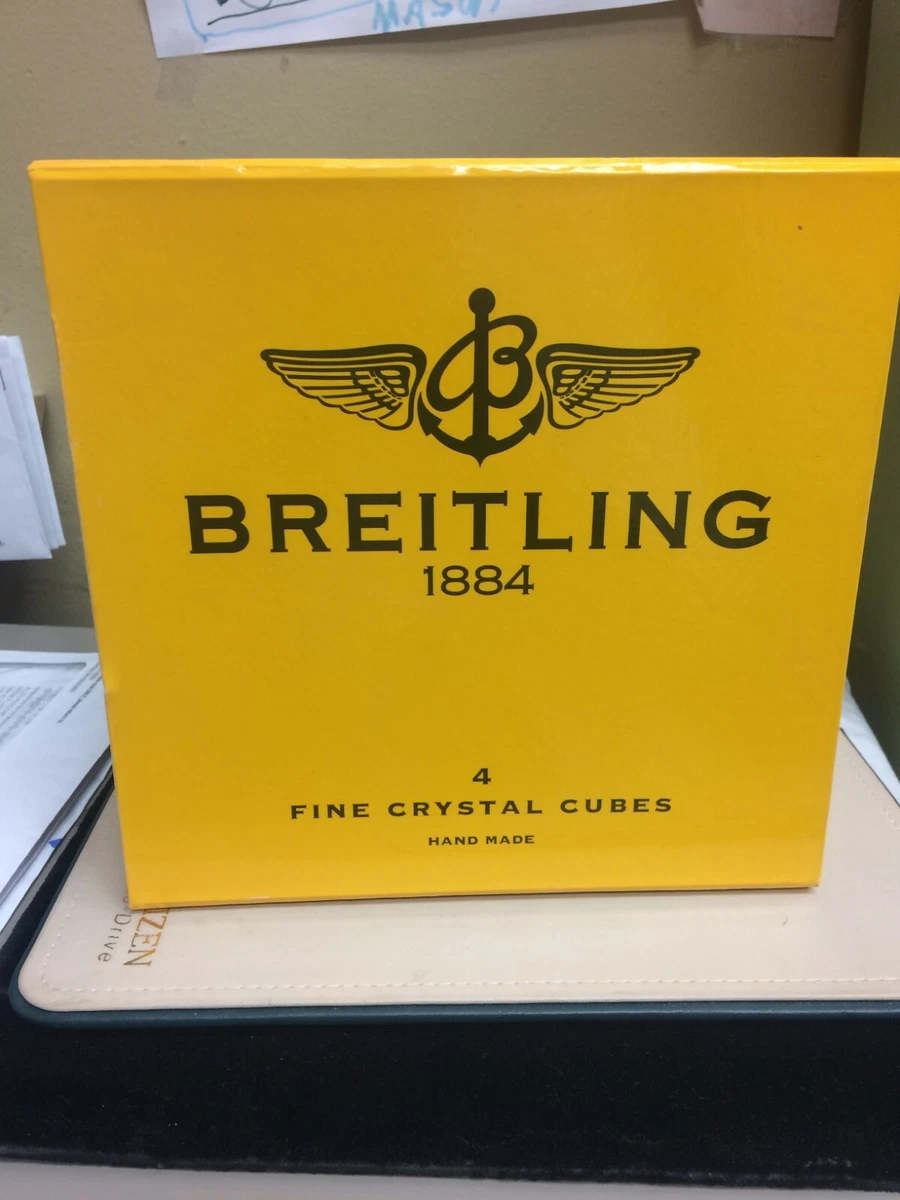 BREITLING
1884
4
FINE CRYSTAL CUBES
HAND MADE